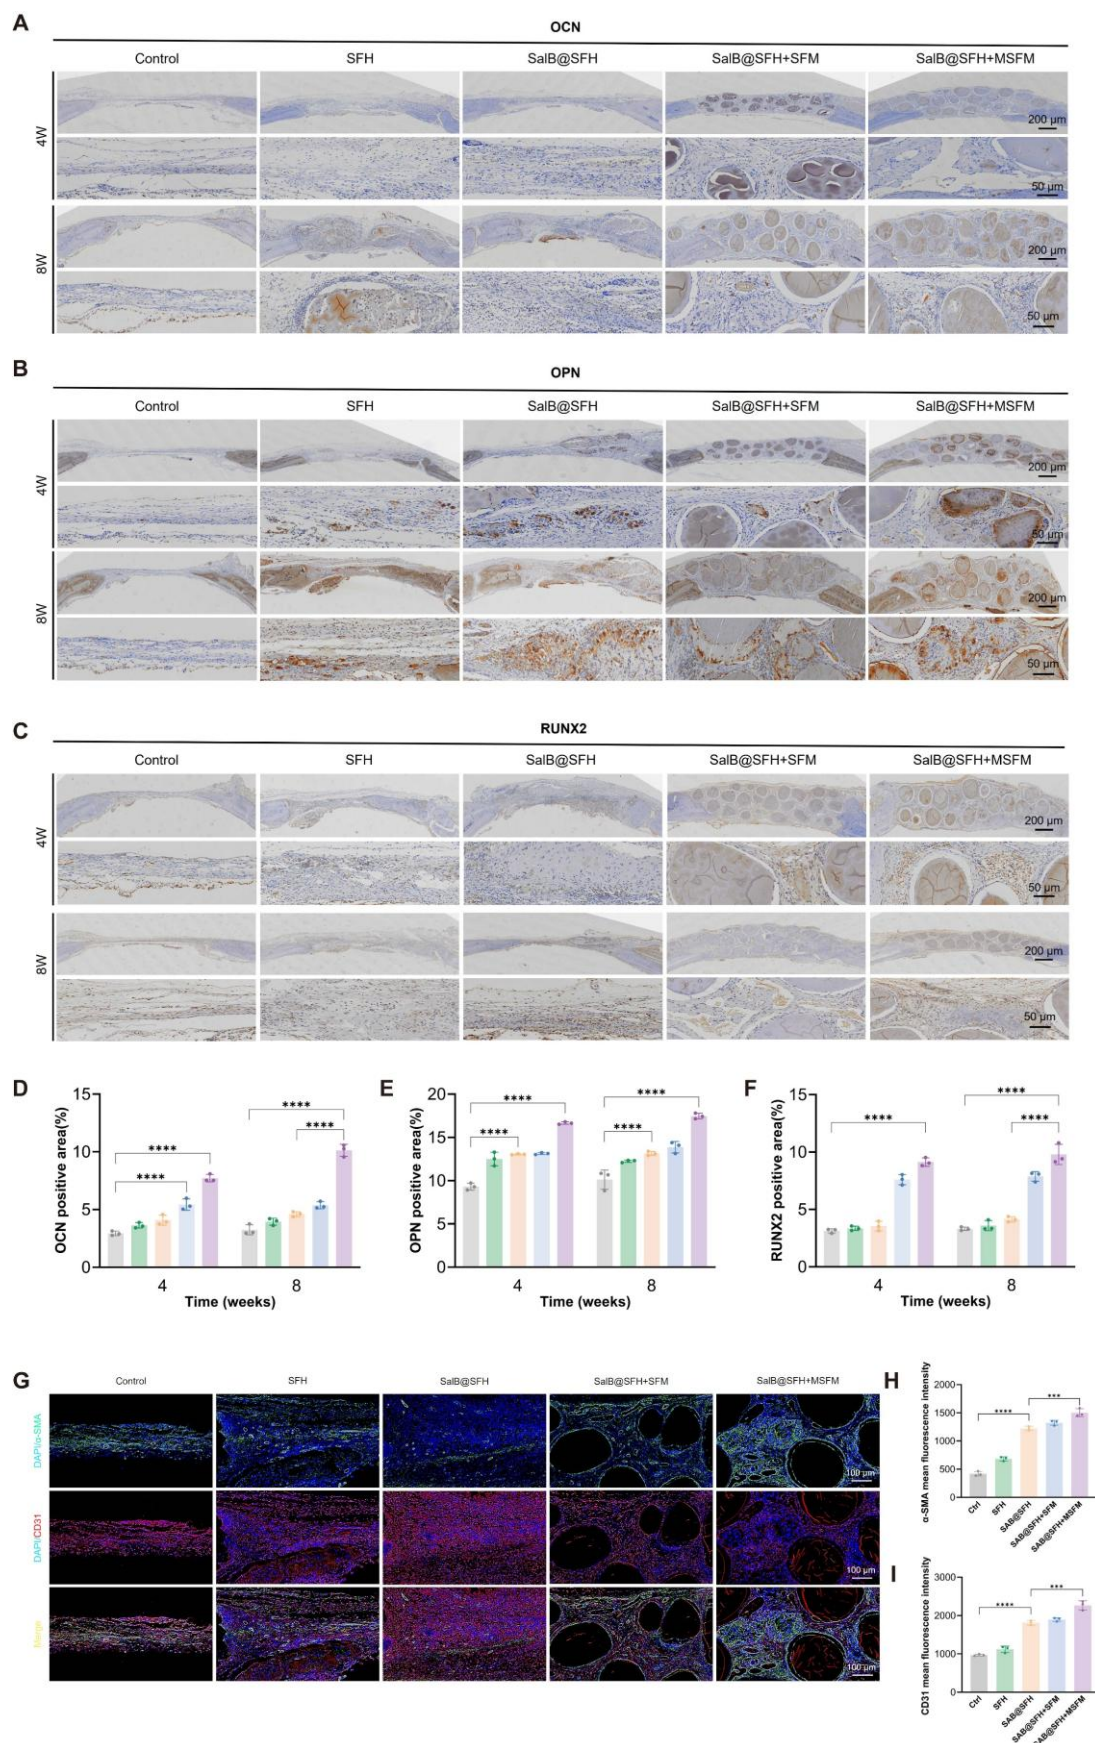 A
OCN
Control SFH SalB@SFH SalB@SFH+SFM SalB@SFH+MSFM
4W
200 µm
50 µm
8W
200 µm
50 µm
B
OPN
Control SFH SalB@SFH SalB@SFH+SFM SalB@SFH+MSFM
4W
200 µm
50 µm
8W
200 µm
50 µm
C
RUNX2
Control SFH SalB@SFH SalB@SFH+SFM SalB@SFH+MSFM
4W
200 µm
50 µm
8W
200 µm
50 µm
D
OCN positive area(%)
15
10
5
0
****
****
****
****
4 8
Time (weeks)
E
OPN positive area(%)
20
15
10
5
0
****
****
****
****
4 8
Time (weeks)
F
RUNX2 positive area(%)
15
10
5
0
****
****
****
4 8
Time (weeks)
G
Control SFH SalB@SFH SalB@SFH+SFM SalB@SFH+MSFM
DAPI/α-SMA
100 µm
DAPI/CD31
100 µm
Merge
100 µm
H
α-SMA mean fluorescence intensity
2000
1500
1000
500
0
****
***
Ctrl
SFH
SAB@SFH
SAB@SFH+SFM
SAB@SFH+MSFM
I
CD31 mean fluorescence intensity
3000
2000
1000
0
****
***
Ctrl
SFH
SAB@SFH
SAB@SFH+SFM
SAB@SFH+MSFM